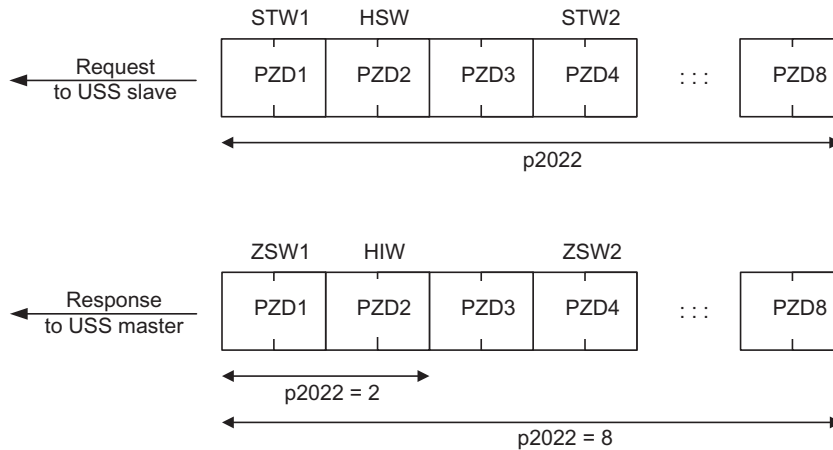 STW1 HSW STW2
Request
to USS slave
PZD1 PZD2 PZD3 PZD4 : : : PZD8
p2022
ZSW1 HIW ZSW2
Response
to USS master
PZD1 PZD2 PZD3 PZD4 : : : PZD8
p2022 = 2
p2022 = 8